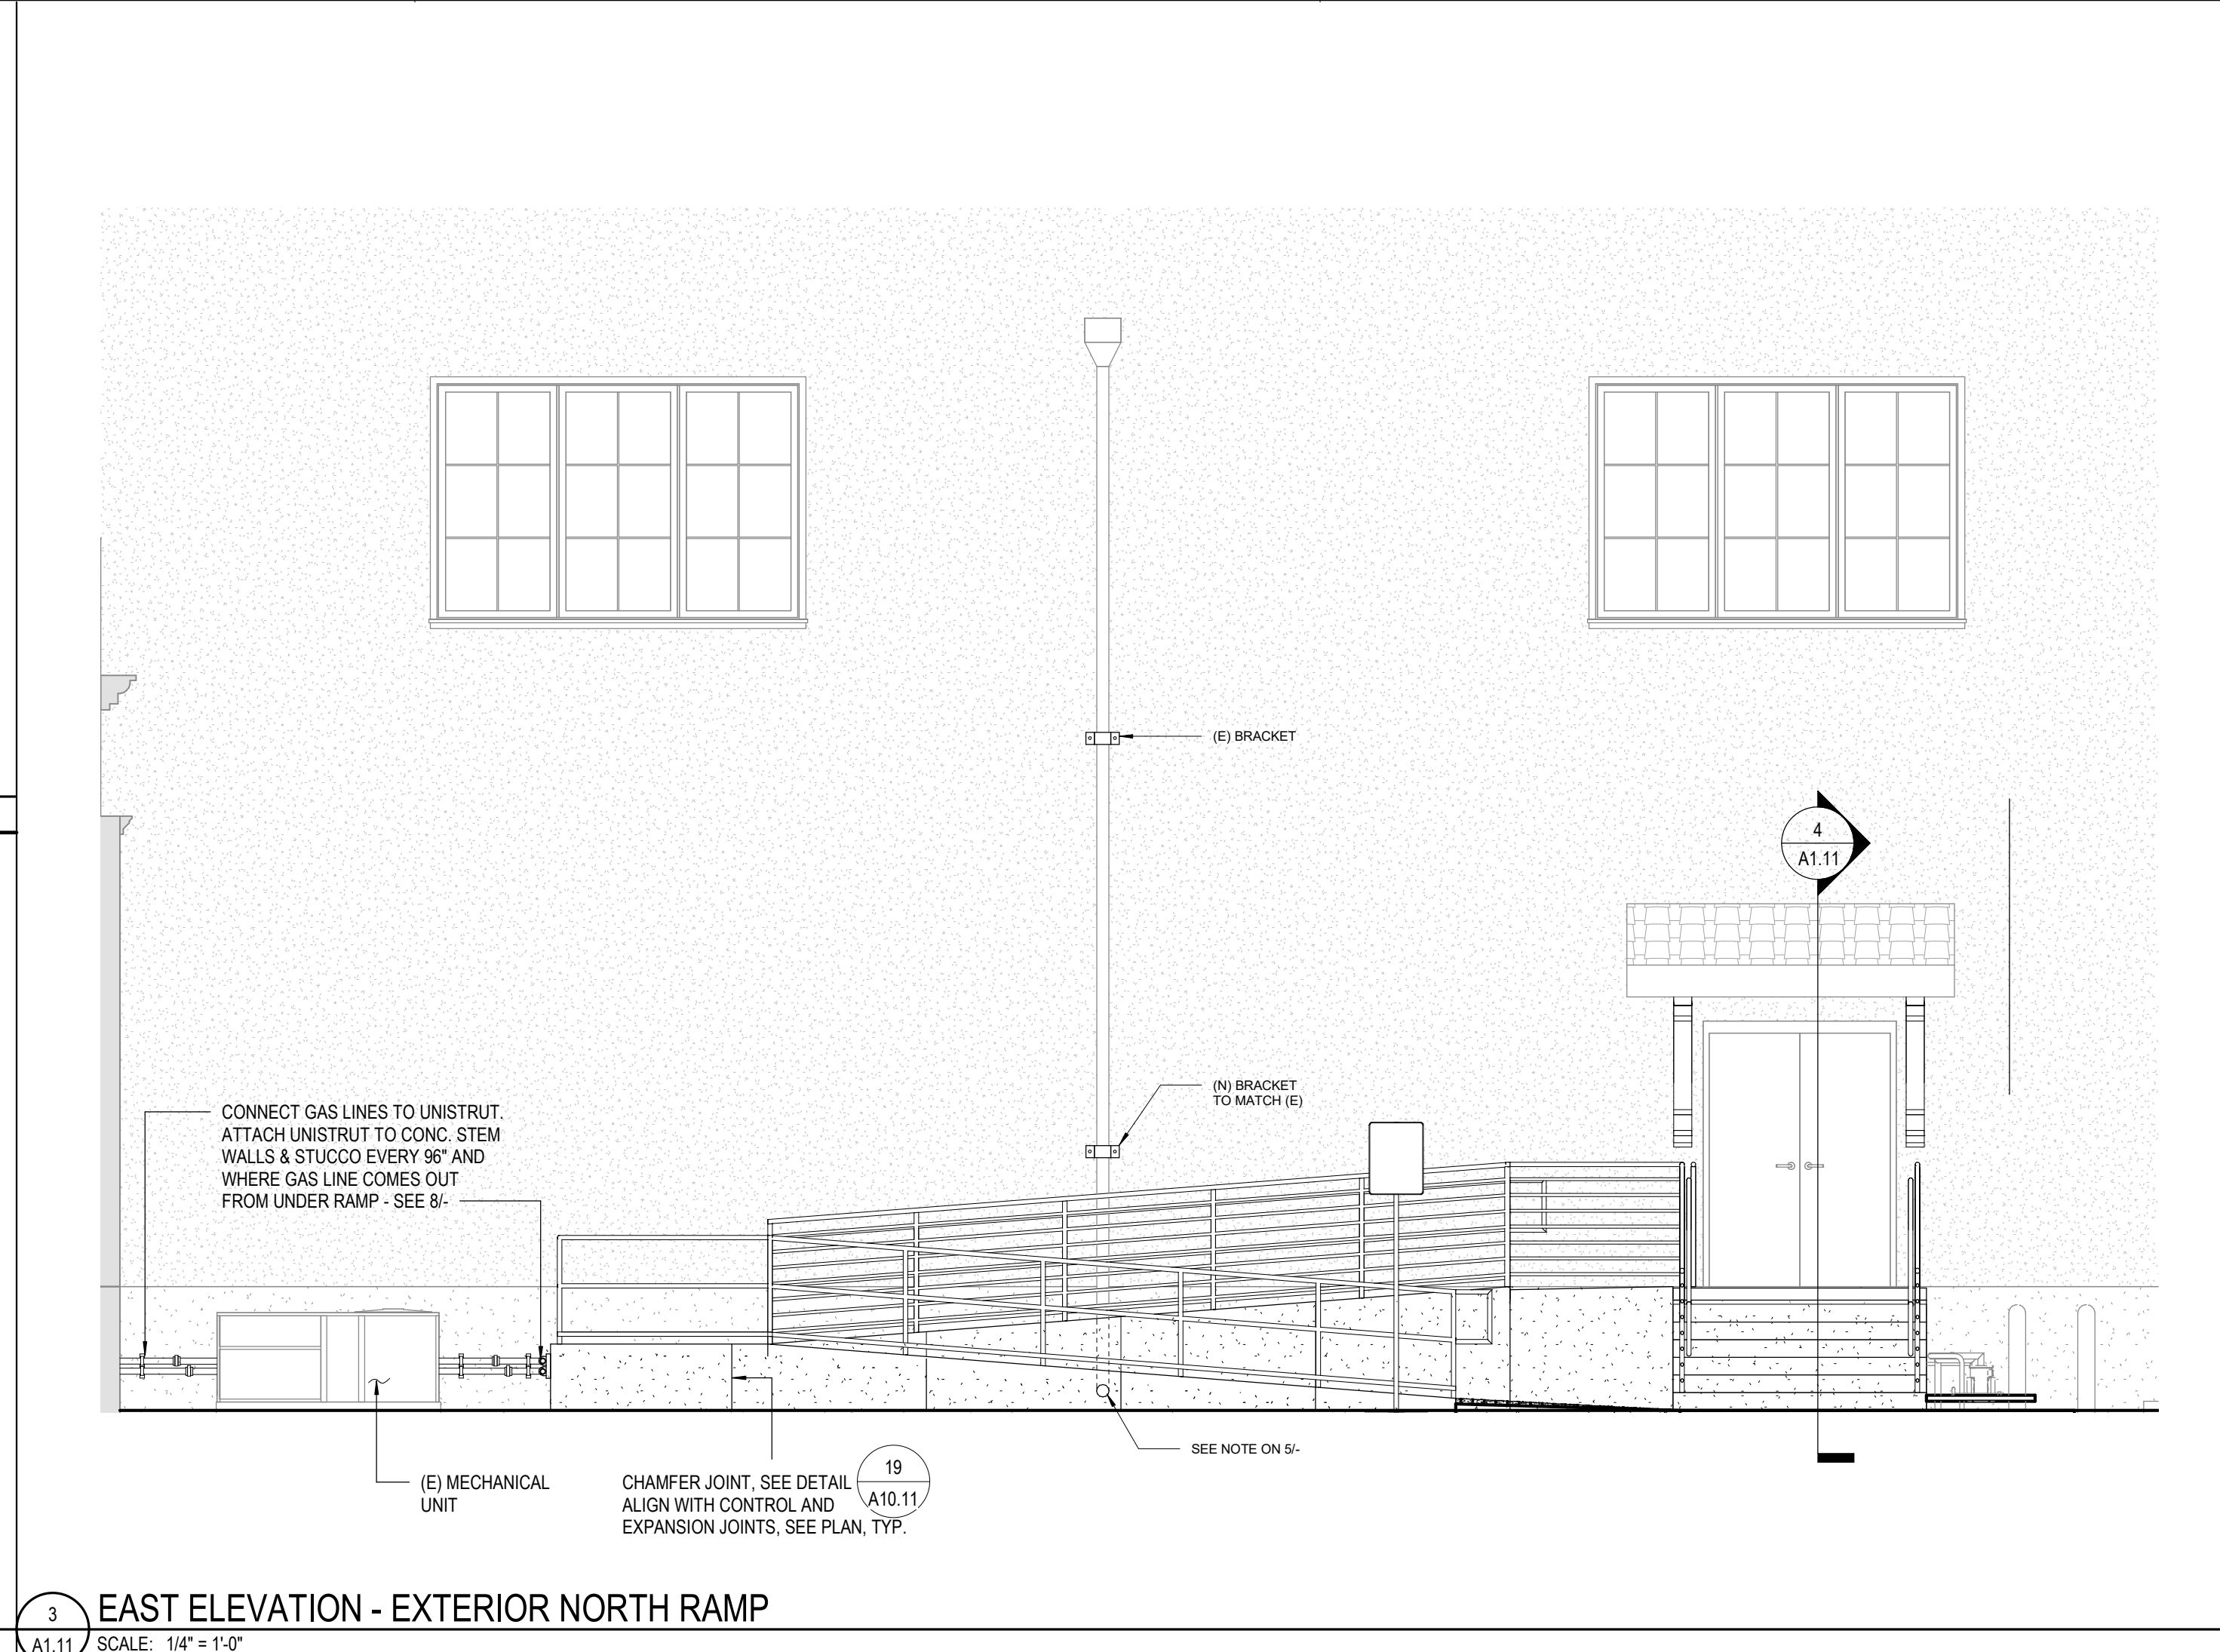 (E) BRACKET
4
A1.11
(N) BRACKET
TO MATCH (E)
CONNECT GAS LINES TO UNISTRUT.
ATTACH UNISTRUT TO CONC. STEM
WALLS & STUCCO EVERY 96" AND
WHERE GAS LINE COMES OUT
FROM UNDER RAMP - SEE 8/-
SEE NOTE ON 5/-
(E) MECHANICAL
UNIT
CHAMFER JOINT, SEE DETAIL
ALIGN WITH CONTROL AND
EXPANSION JOINTS, SEE PLAN, TYP.
19
A10.11
3
A1.11
EAST ELEVATION - EXTERIOR NORTH RAMP
SCALE: 1/4" = 1'-0"